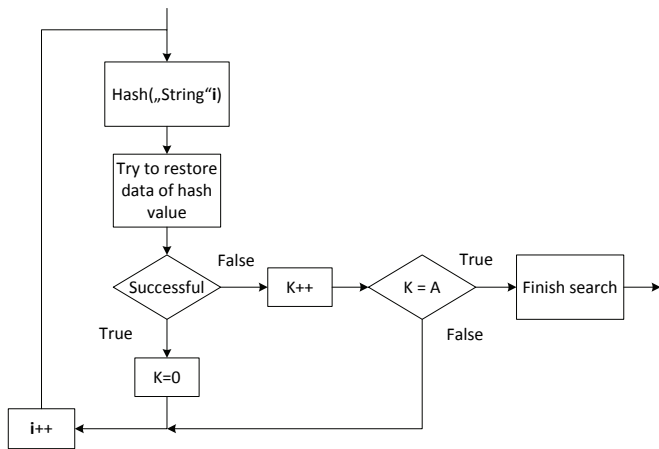 Hash(„String“i)
Try to restore
data of hash
value
Successful
False
K++
K = A
True
Finish search
True
False
K=0
i++